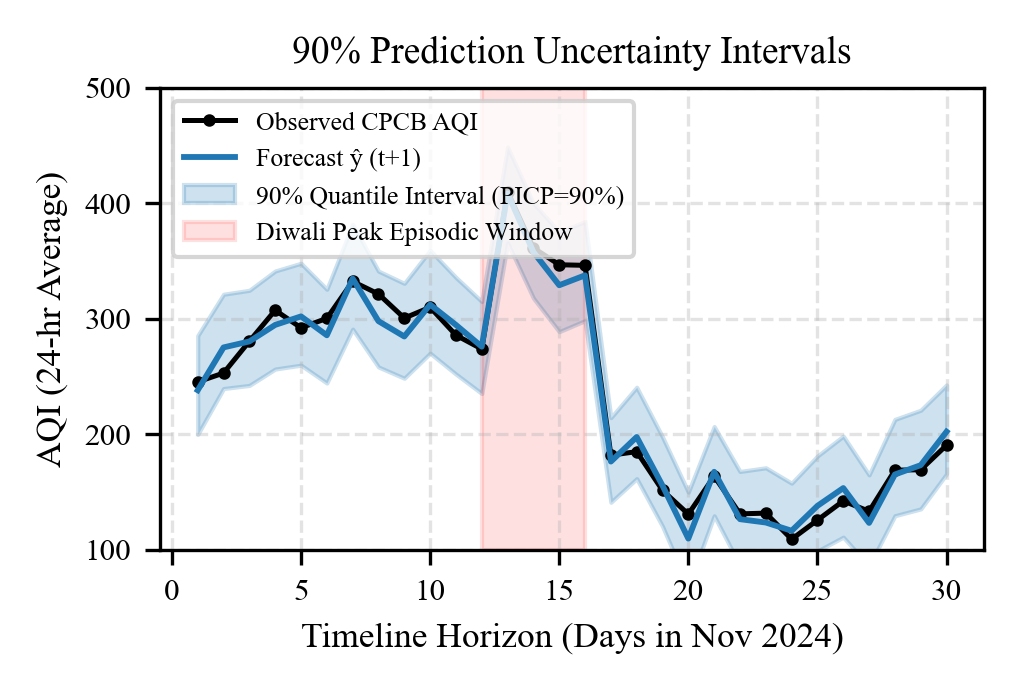 90% Prediction Uncertainty Intervals
500
400
300
200
100
AQI (24-hr Average)
Observed CPCB AQI
Forecast ŷ (t+1)
90% Quantile Interval (PICP=90%)
Diwali Peak Episodic Window
0 5 10 15 20 25 30
Timeline Horizon (Days in Nov 2024)